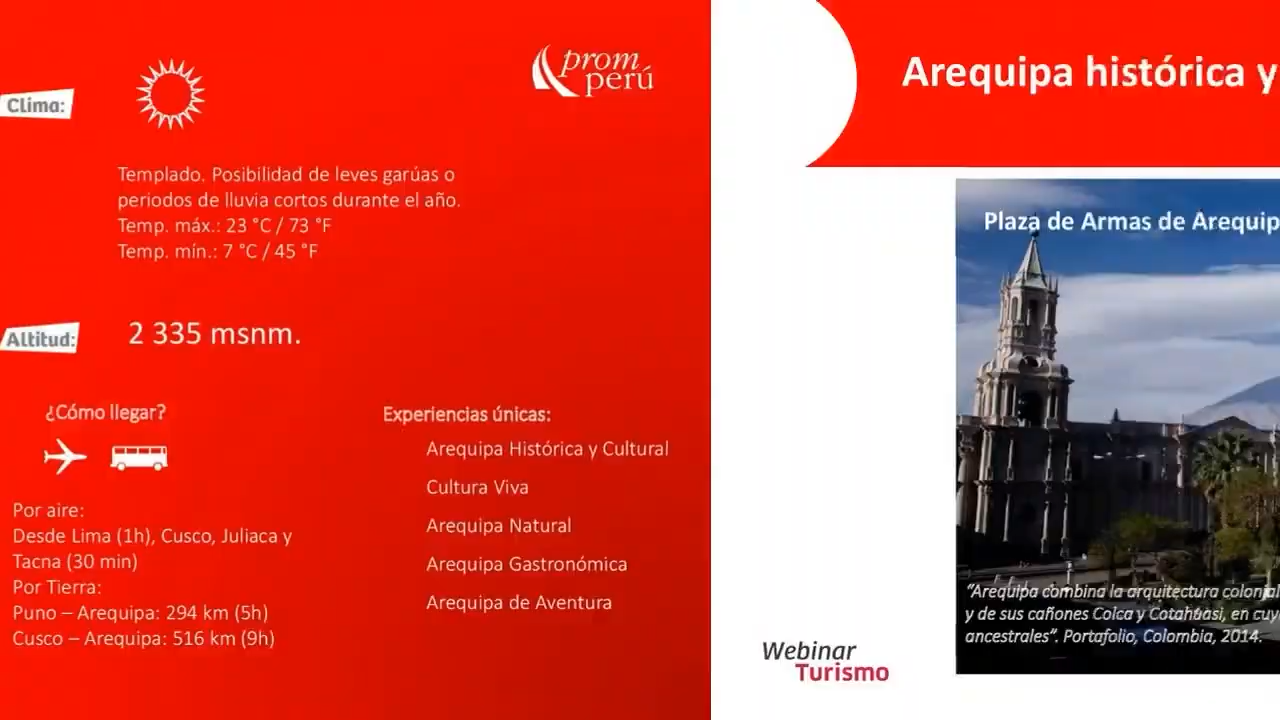 prom
perú
Clima:
Templado. Posibilidad de leves garúas o
periodos de lluvia cortos durante el año.
Temp. máx.: 23 °C / 73 °F
Temp. mín.: 7 °C / 45 °F
Altitud:
2 335 msnm.
¿Cómo llegar?
Por aire:
Desde Lima (1h), Cusco, Juliaca y
Tacna (30 min)
Por Tierra:
Puno – Arequipa: 294 km (5h)
Cusco – Arequipa: 516 km (9h)
Experiencias únicas:
Arequipa Histórica y Cultural
Cultura Viva
Arequipa Natural
Arequipa Gastronómica
Arequipa de Aventura
Arequipa histórica y
Plaza de Armas de Arequip
“Arequipa combina la arquitectura colonial
y de sus cañones Colca y Cotahuasi, en cuy
ancestrales”. Portafolio, Colombia, 2014.
Webinar
Turismo